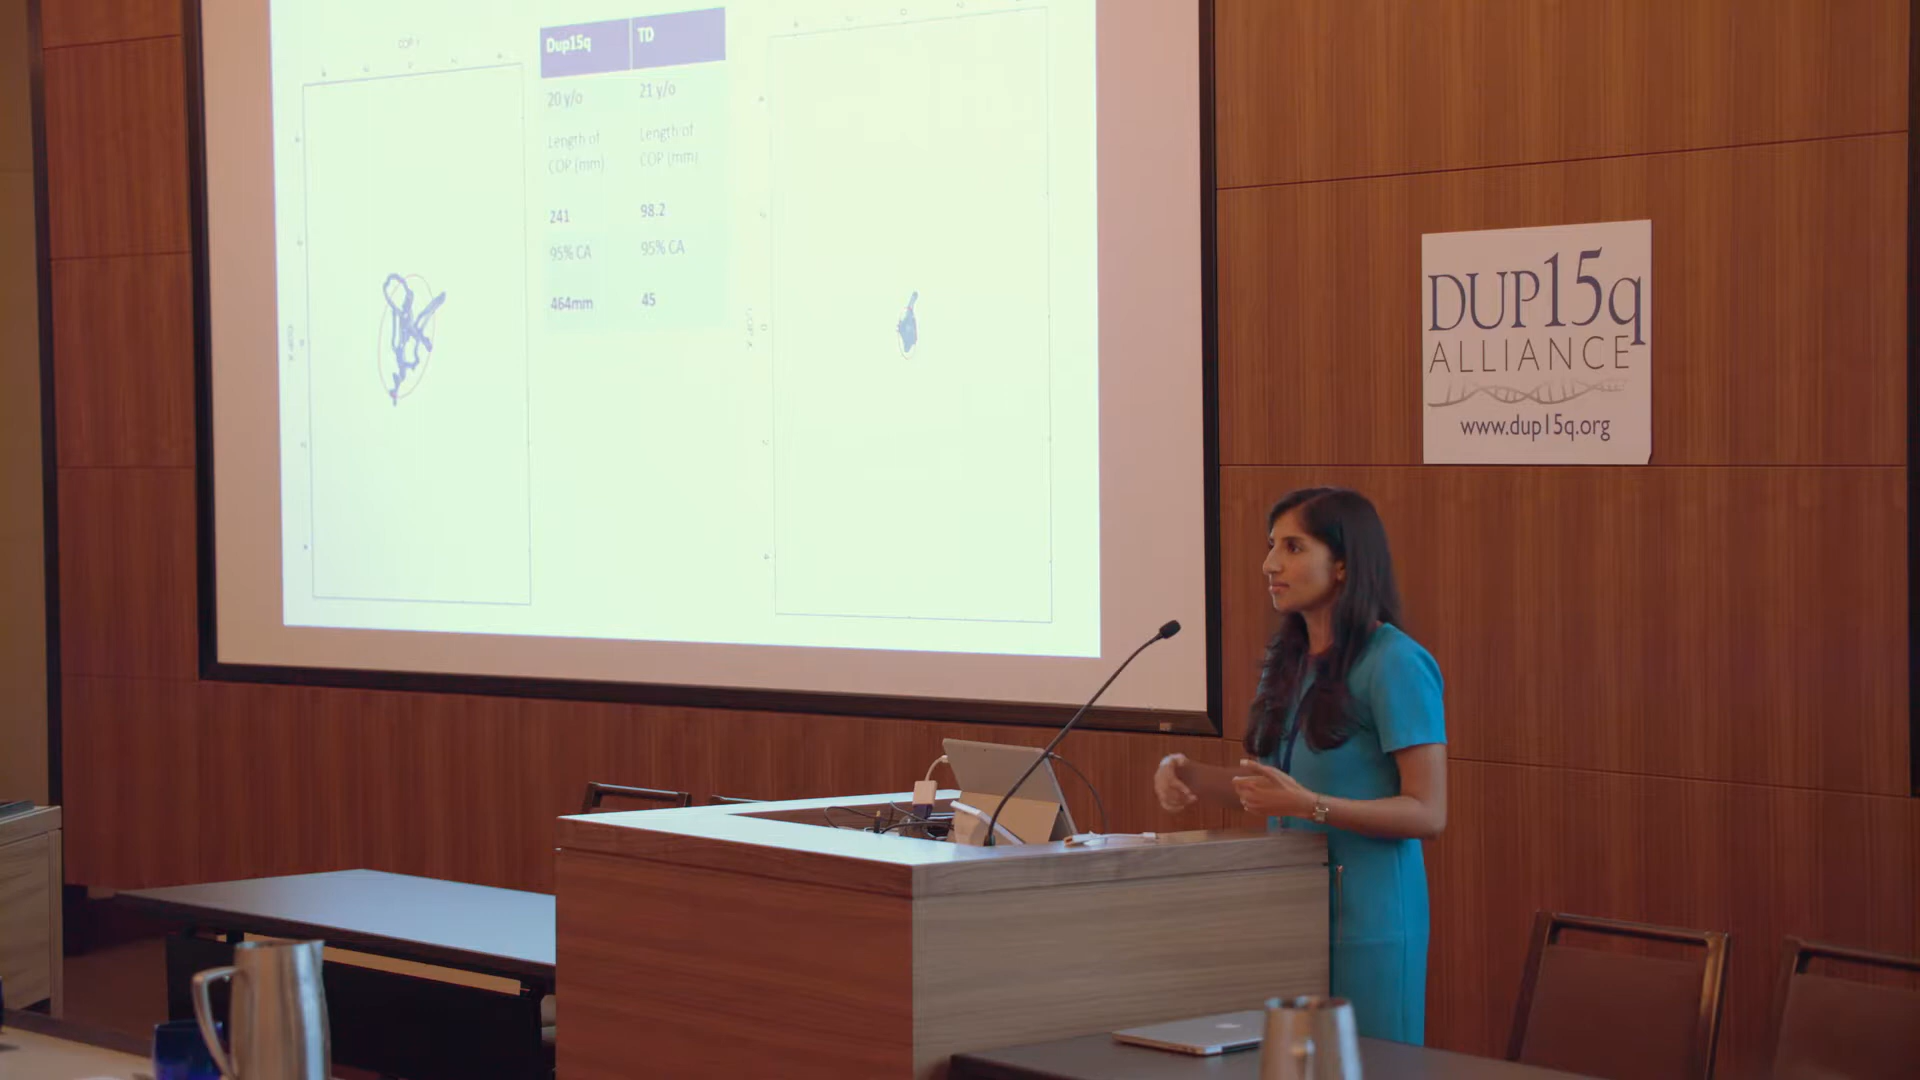 Dup15q TD
20 y/o 21 y/o
Length of Length of
COP (mm) COP (mm)
241 98.2
95% CA 95% CA
464mm 45
DUP15q
ALLIANCE
www.dup15q.org